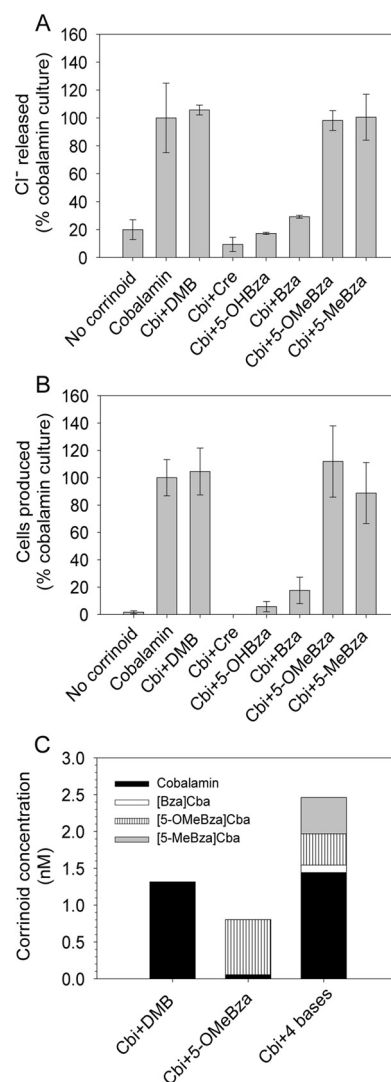 A
Cl⁻ released
(% cobalamin culture)
160
140
120
100
80
60
40
20
0
No corrinoid
Cobalamin
Cbi+DMB
Cbi+Cre
Cbi+5-OHBza
Cbi+Bza
Cbi+5-OMeBza
Cbi+5-MeBza
B
Cells produced
(% cobalamin culture)
160
140
120
100
80
60
40
20
0
No corrinoid
Cobalamin
Cbi+DMB
Cbi+Cre
Cbi+5-OHBza
Cbi+Bza
Cbi+5-OMeBza
Cbi+5-MeBza
C
Corrinoid concentration
(nM)
3.0
2.5
2.0
1.5
1.0
0.5
0.0
Cobalamin
[Bza]Cba
[5-OMeBza]Cba
[5-MeBza]Cba
Cbi+DMB
Cbi+5-OMeBza
Cbi+4 bases